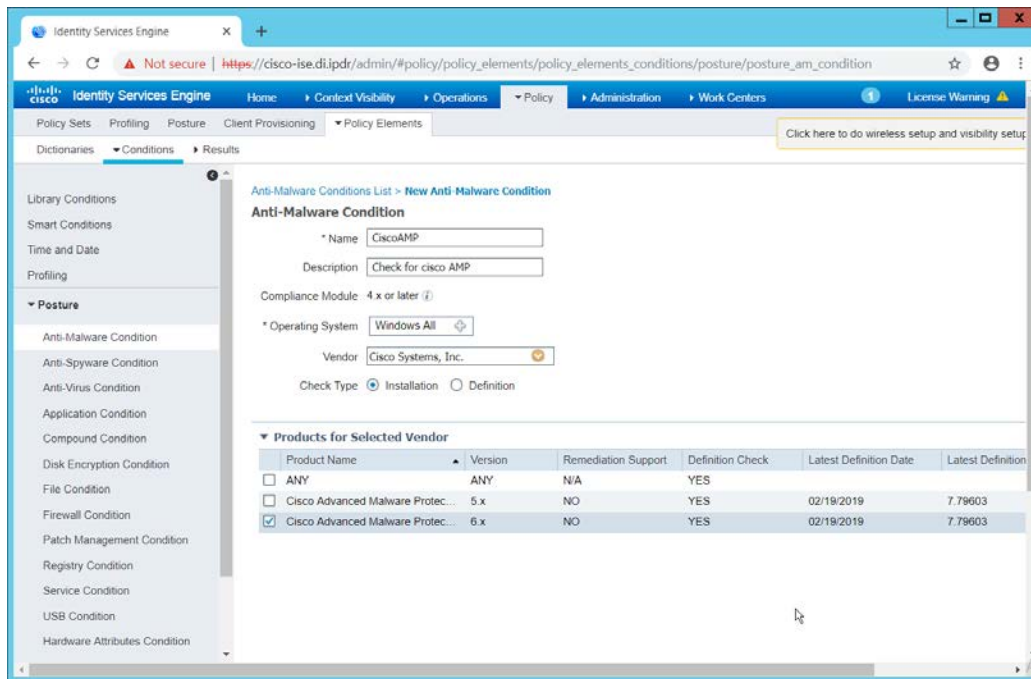 Identity Services Engine
Not secure | https://cisco-ise.di.ipdr/admin/#policy/policy_elements/policy_elements_conditions/posture/posture_am_condition
CISCO Identity Services Engine Home Context Visibility Operations Policy Administration Work Centers 1 License Warning
Policy Sets Profiling Posture Client Provisioning Policy Elements
Click here to do wireless setup and visibility setup
Dictionaries Conditions Results
Library Conditions
Smart Conditions
Time and Date
Profiling
Posture
Anti-Malware Condition
Anti-Spyware Condition
Anti-Virus Condition
Application Condition
Compound Condition
Disk Encryption Condition
File Condition
Firewall Condition
Patch Management Condition
Registry Condition
Service Condition
USB Condition
Hardware Attributes Condition
Anti-Malware Conditions List > New Anti-Malware Condition
Anti-Malware Condition
* Name CiscoAMP
Description Check for cisco AMP
Compliance Module 4.x or later i
* Operating System Windows All
Vendor Cisco Systems, Inc.
Check Type Installation Definition
Products for Selected Vendor
Product Name Version Remediation Support Definition Check Latest Definition Date Latest Definition
ANY ANY N/A YES
Cisco Advanced Malware Protec... 5.x NO YES 02/19/2019 7.79603
Cisco Advanced Malware Protec... 6.x NO YES 02/19/2019 7.79603